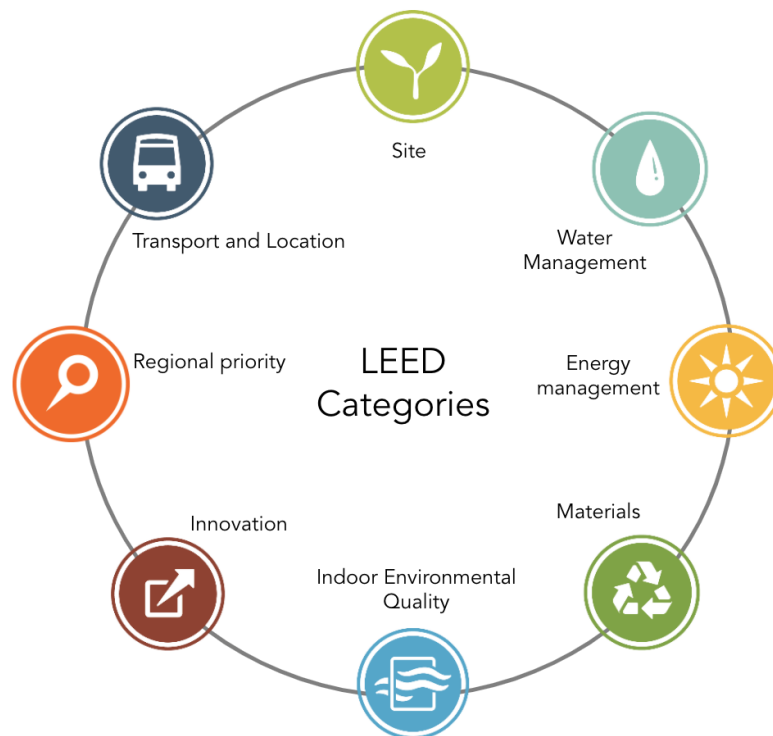 Site
Transport and Location
Water
Management
Regional priority
LEED
Categories
Energy
management
Innovation
Materials
Indoor Environmental
Quality